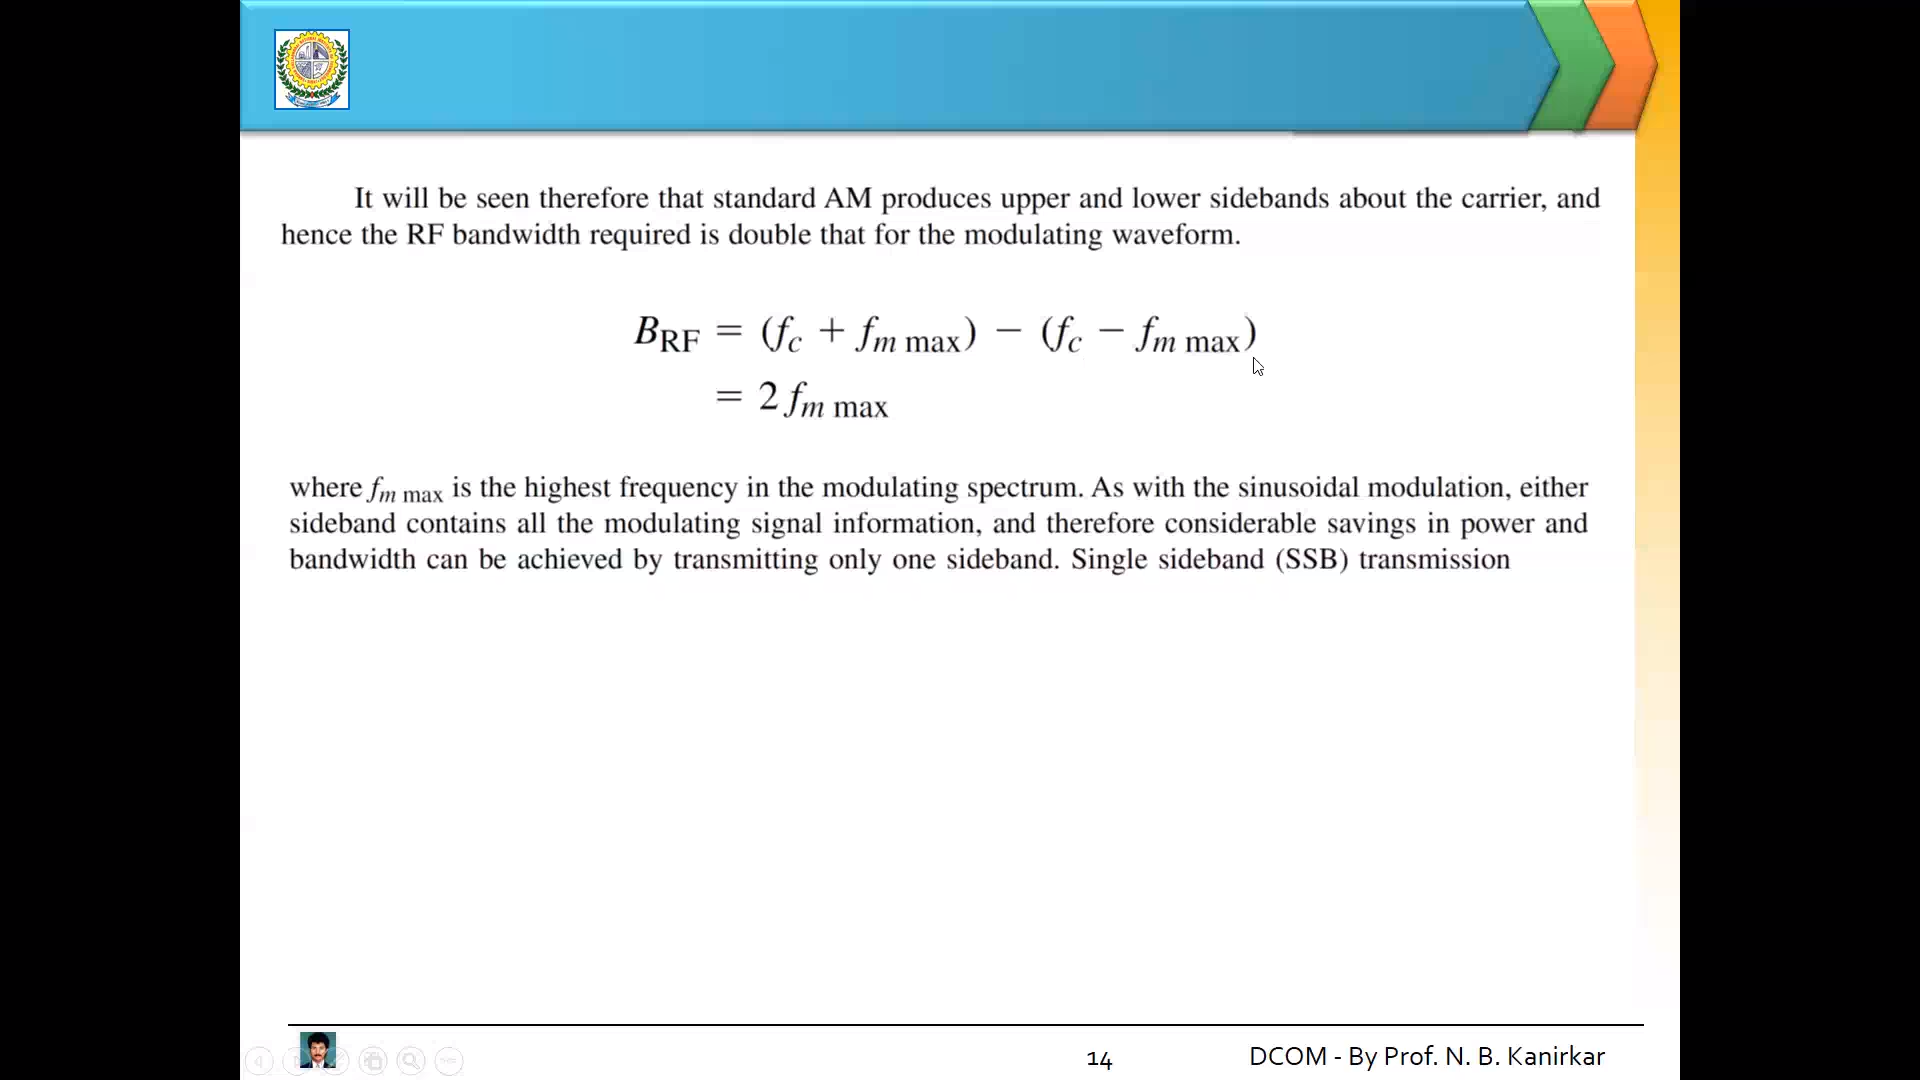 It will be seen therefore that standard AM produces upper and lower sidebands about the carrier, and
hence the RF bandwidth required is double that for the modulating waveform.
B_RF = (f_c + f_m max) − (f_c − f_m max)
= 2 f_m max
where f_m max is the highest frequency in the modulating spectrum. As with the sinusoidal modulation, either
sideband contains all the modulating signal information, and therefore considerable savings in power and
bandwidth can be achieved by transmitting only one sideband. Single sideband (SSB) transmission
14
DCOM - By Prof. N. B. Kanirkar